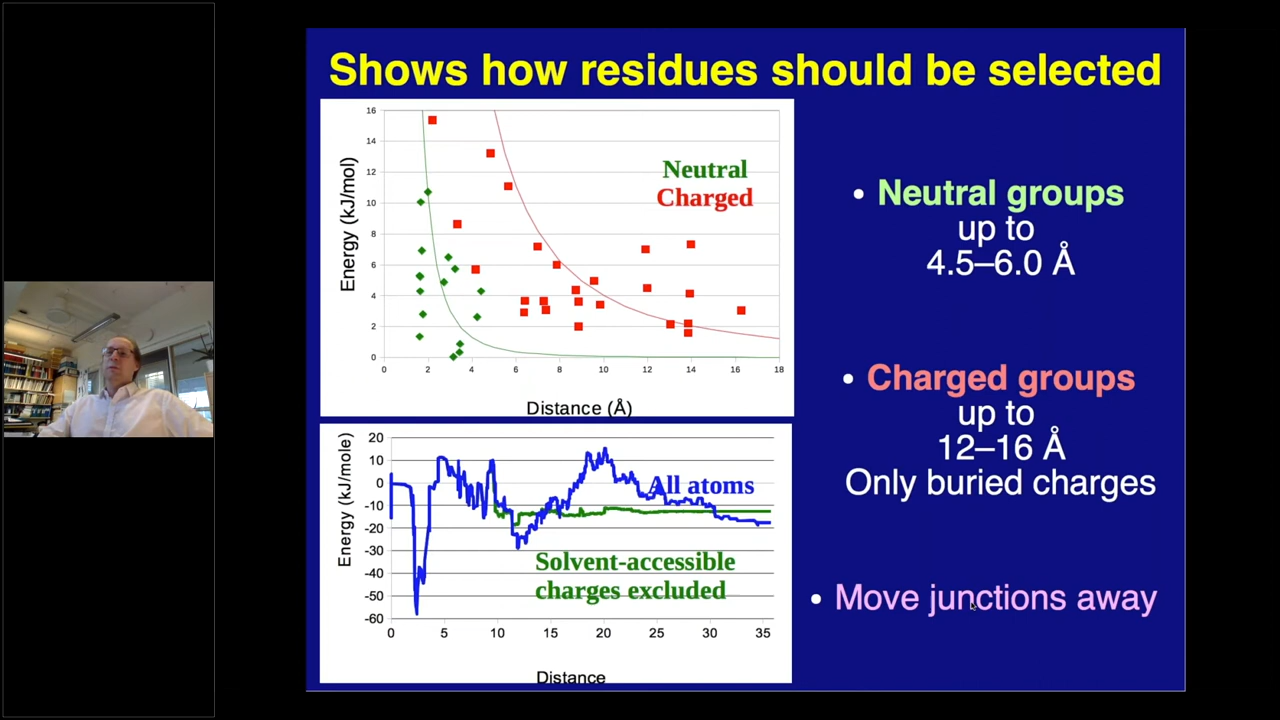 Shows how residues should be selected
16
14
12
10
8
6
4
2
0
0 2 4 6 8 10 12 14 16 18
Energy (kJ/mol)
Distance (Å)
Neutral
Charged
20
10
0
-10
-20
-30
-40
-50
-60
0 5 10 15 20 25 30 35
Energy (kJ/mole)
Distance
All atoms
Solvent-accessible
charges excluded
• Neutral groups
up to
4.5–6.0 Å
• Charged groups
up to
12–16 Å
Only buried charges
• Move junctions away